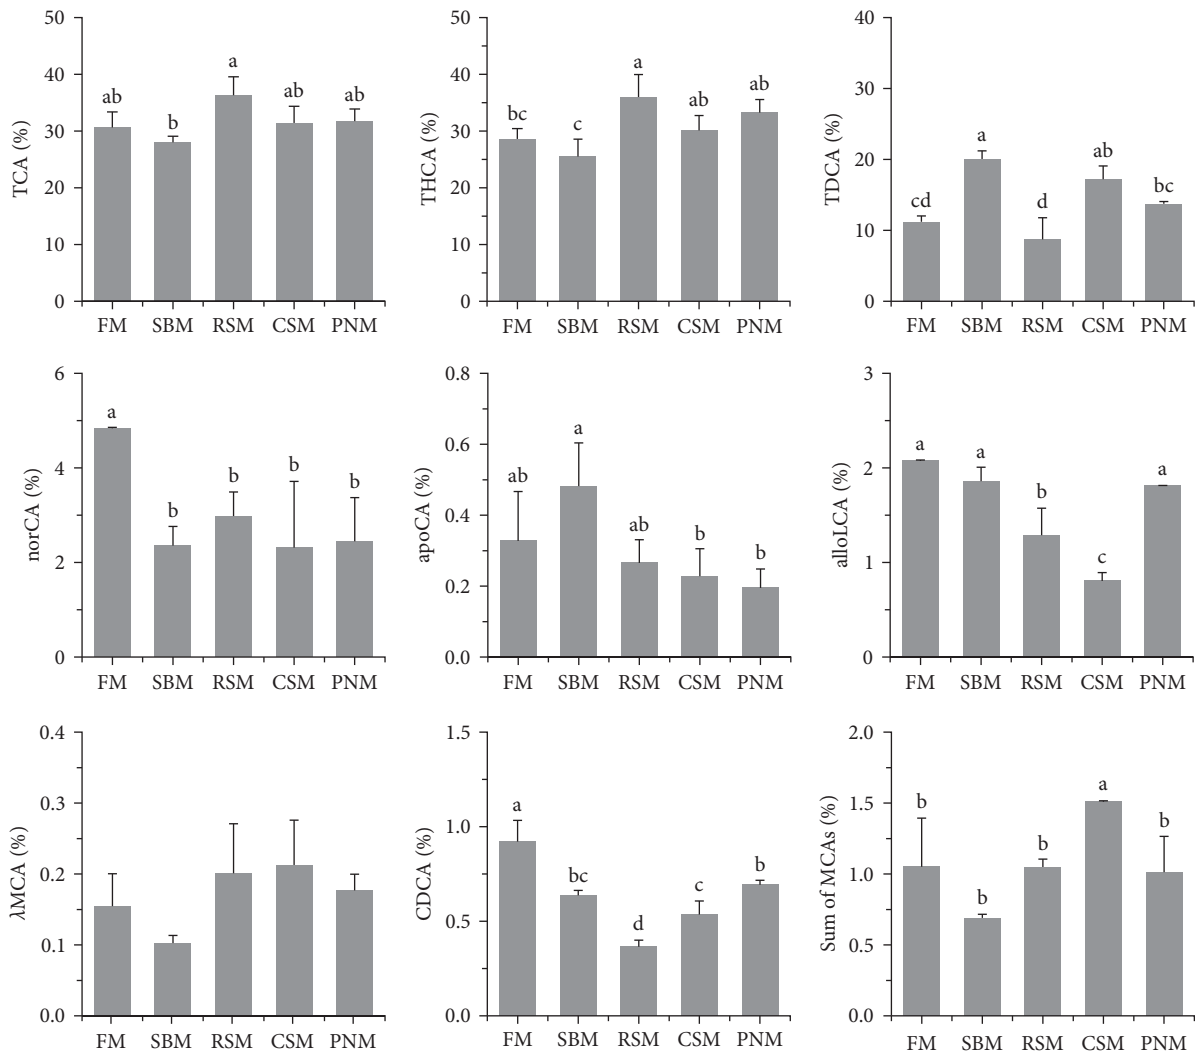 TCA (%)
50
40
30
20
10
0
ab
b
a
ab
ab
FM SBM RSM CSM PNM
THCA (%)
50
40
30
20
10
0
bc
c
a
ab
ab
FM SBM RSM CSM PNM
TDCA (%)
40
30
20
10
0
cd
a
d
ab
bc
FM SBM RSM CSM PNM
norCA (%)
6
4
2
0
a
b
b
b
b
FM SBM RSM CSM PNM
apoCA (%)
0.8
0.6
0.4
0.2
0.0
ab
a
ab
b
b
FM SBM RSM CSM PNM
alloLCA (%)
3
2
1
0
a
a
b
c
a
FM SBM RSM CSM PNM
λMCA (%)
0.4
0.3
0.2
0.1
0.0
FM SBM RSM CSM PNM
CDCA (%)
1.5
1.0
0.5
0.0
a
bc
d
c
b
FM SBM RSM CSM PNM
Sum of MCAs (%)
2.0
1.5
1.0
0.5
0.0
b
b
b
a
b
FM SBM RSM CSM PNM